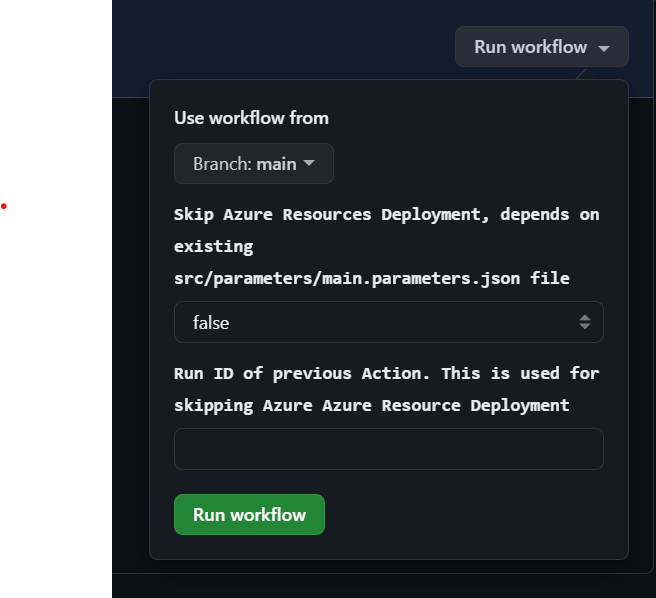 Run workflow
Use workflow from
Branch: main
Skip Azure Resources Deployment, depends on
existing
src/parameters/main.parameters.json file
false
Run ID of previous Action. This is used for
skipping Azure Azure Resource Deployment
Run workflow